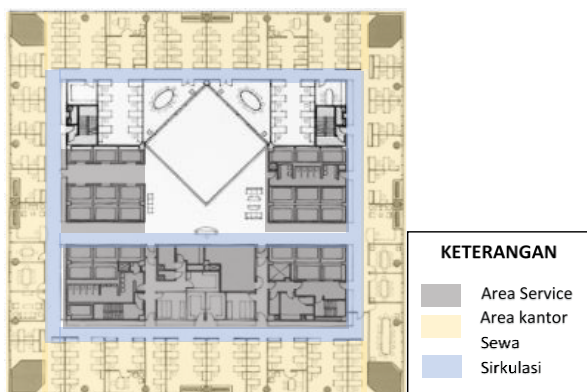 KETERANGAN
Area Service
Area kantor
Sewa
Sirkulasi